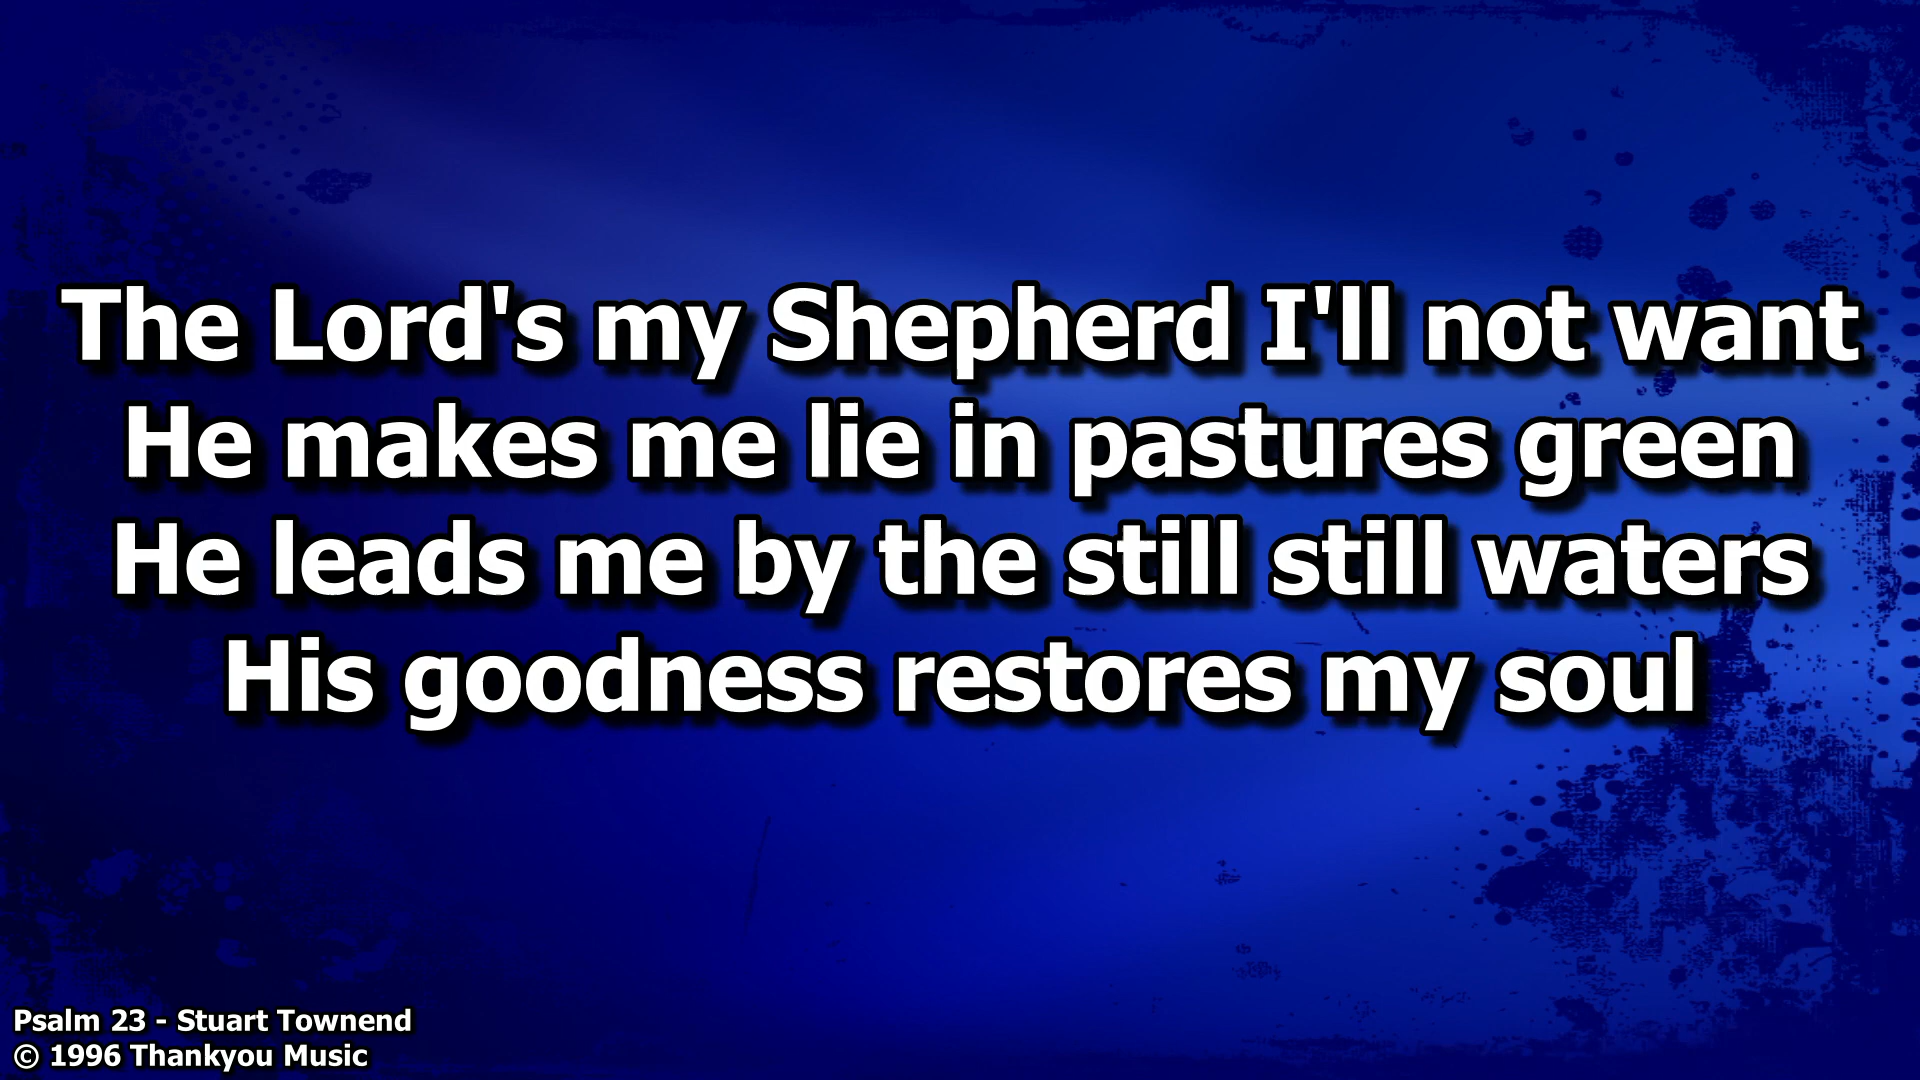 The Lord's my Shepherd I'll not want
He makes me lie in pastures green
He leads me by the still still waters
His goodness restores my soul
Psalm 23 - Stuart Townend
© 1996 Thankyou Music